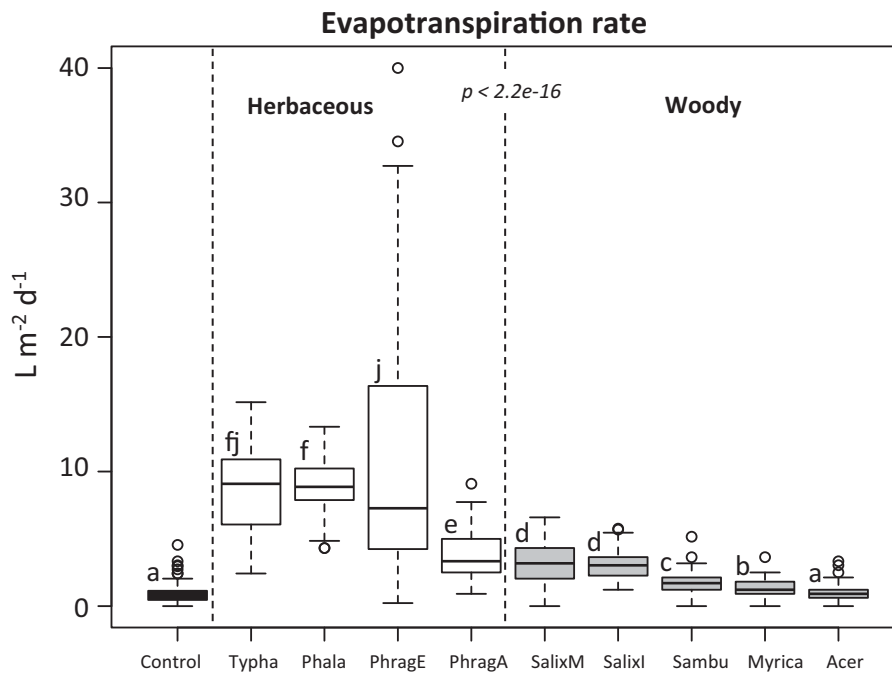 Evapotranspiration rate
L m-2 d-1
40
30
20
10
0
Herbaceous
p < 2.2e-16
Woody
a
fj
f
j
e
d
d
c
b
a
Control Typha Phala PhragE PhragA SalixM SalixI Sambu Myrica Acer